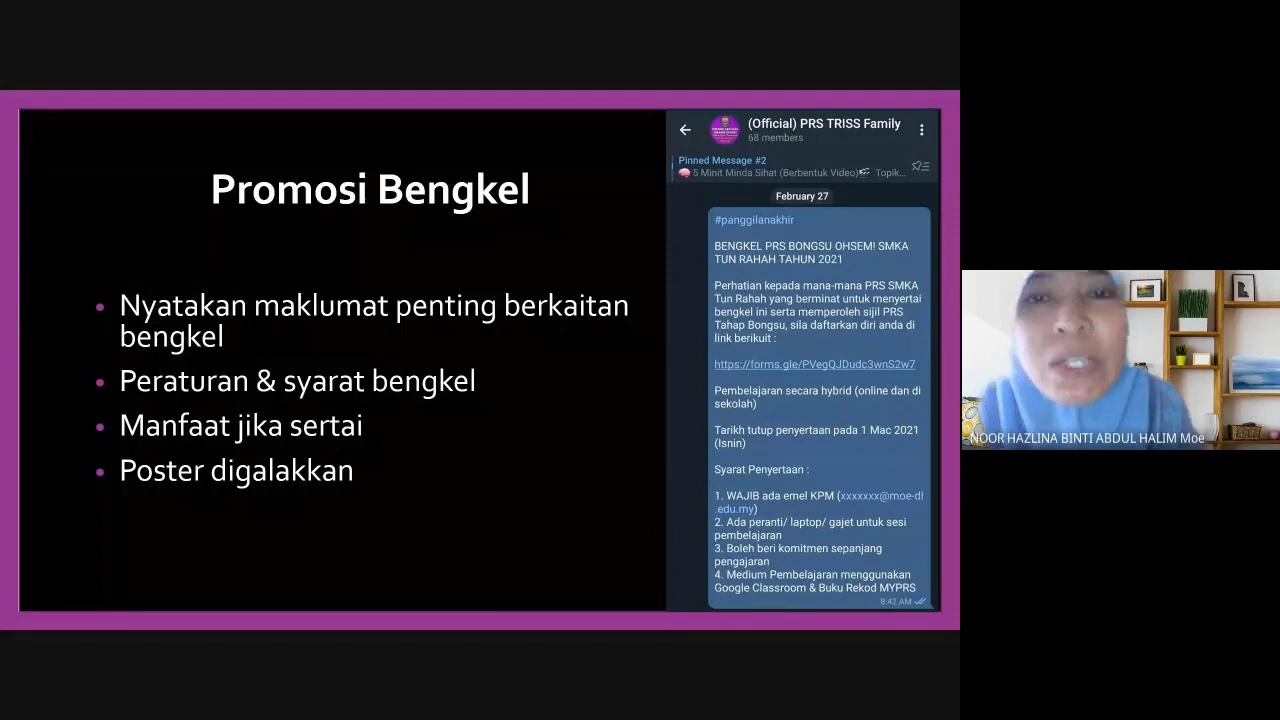 Promosi Bengkel
• Nyatakan maklumat penting berkaitan
bengkel
• Peraturan & syarat bengkel
• Manfaat jika sertai
• Poster digalakkan
(Official) PRS TRISS Family
68 members
Pinned Message #2
5 Minit Minda Sihat (Berbentuk Video) Topik...
February 27
#panggilanakhir
BENGKEL PRS BONGSU OHSEM! SMKA
TUN RAHAH TAHUN 2021
Perhatian kepada mana-mana PRS SMKA
Tun Rahah yang berminat untuk menyertai
bengkel ini serta memperoleh sijil PRS
Tahap Bongsu, sila daftarkan diri anda di
link berikuit :
https://forms.gle/PVegQJDudc3wnS2w7
Pembelajaran secara hybrid (online dan di
sekolah)
Tarikh tutup penyertaan pada 1 Mac 2021
(Isnin)
Syarat Penyertaan :
1. WAJIB ada emel KPM (xxxxxxx@moe-dl
.edu.my)
2. Ada peranti/ laptop/ gajet untuk sesi
pembelajaran
3. Boleh beri komitmen sepanjang
pengajaran
4. Medium Pembelajaran menggunakan
Google Classroom & Buku Rekod MYPRS
8:42 AM
NOOR HAZLINA BINTI ABDUL HALIM Moe